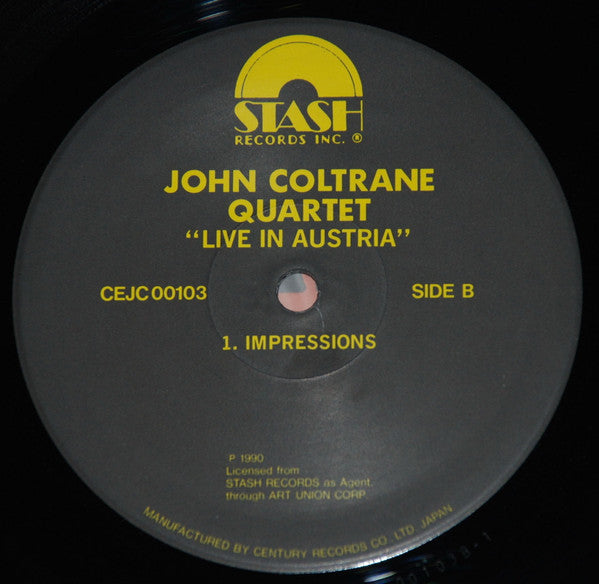 STASH
RECORDS INC. ®
JOHN COLTRANE
QUARTET
"LIVE IN AUSTRIA"
CEJC 00103
SIDE B
1. IMPRESSIONS
P 1990
Licensed from
STASH RECORDS as Agent,
through ART UNION CORP.
MANUFACTURED BY CENTURY RECORDS CO., LTD. JAPAN